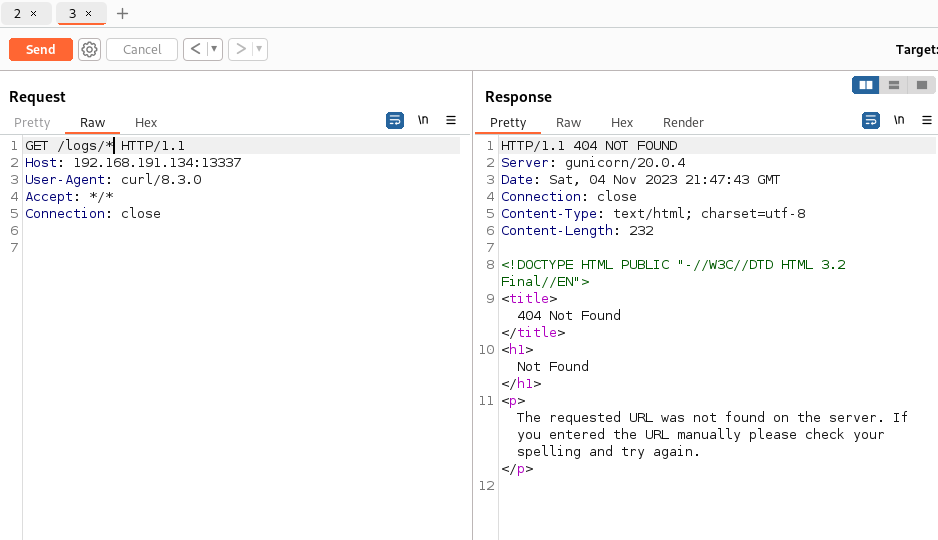 2 × 3 × +
Send Cancel < ▼ > ▼ Target:
Request
Pretty Raw Hex \n
1 GET /logs/* HTTP/1.1
2 Host: 192.168.191.134:13337
3 User-Agent: curl/8.3.0
4 Accept: */*
5 Connection: close
6
7
Response
Pretty Raw Hex Render \n
1 HTTP/1.1 404 NOT FOUND
2 Server: gunicorn/20.0.4
3 Date: Sat, 04 Nov 2023 21:47:43 GMT
4 Connection: close
5 Content-Type: text/html; charset=utf-8
6 Content-Length: 232
7
8 <!DOCTYPE HTML PUBLIC "-//W3C//DTD HTML 3.2
Final//EN">
9 <title>
404 Not Found
</title>
10 <h1>
Not Found
</h1>
11 <p>
The requested URL was not found on the server. If
you entered the URL manually please check your
spelling and try again.
</p>
12